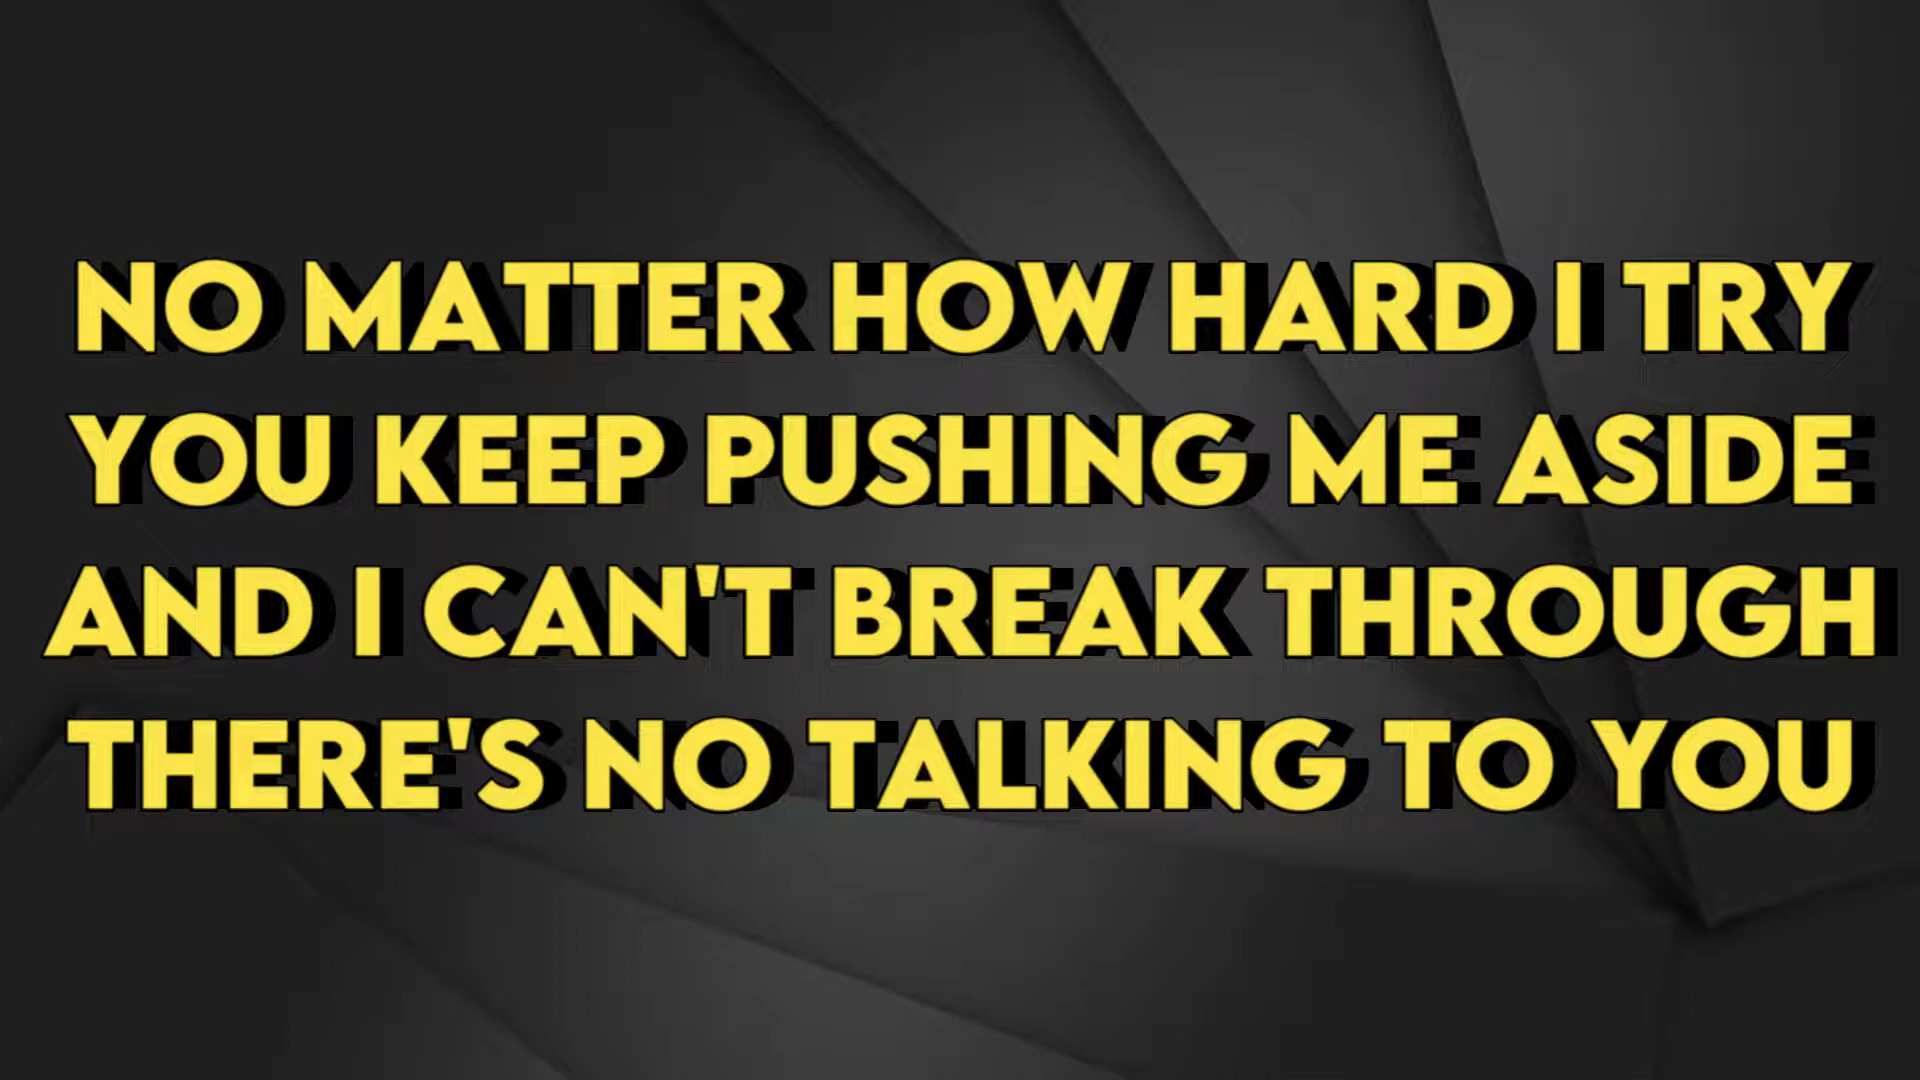 NO MATTER HOW HARD I TRY
YOU KEEP PUSHING ME ASIDE
AND I CAN'T BREAK THROUGH
THERE'S NO TALKING TO YOU